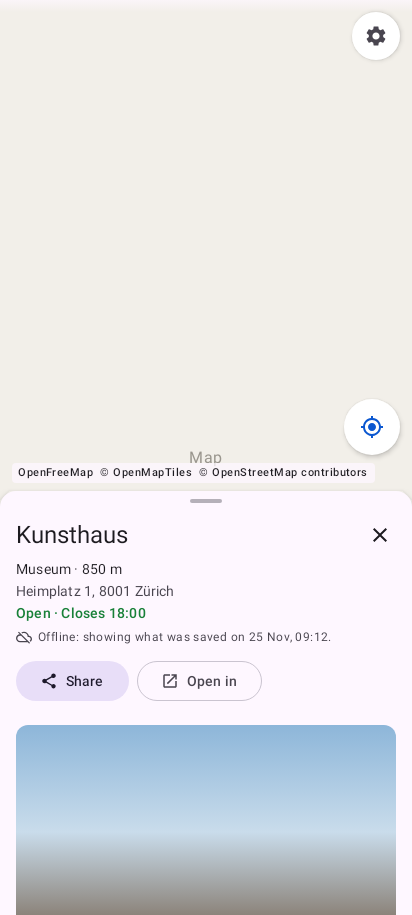 Map
OpenFreeMap © OpenMapTiles © OpenStreetMap contributors
Kunsthaus
Museum · 850 m
Heimplatz 1, 8001 Zürich
Open · Closes 18:00
Offline: showing what was saved on 25 Nov, 09:12.
Share
Open in